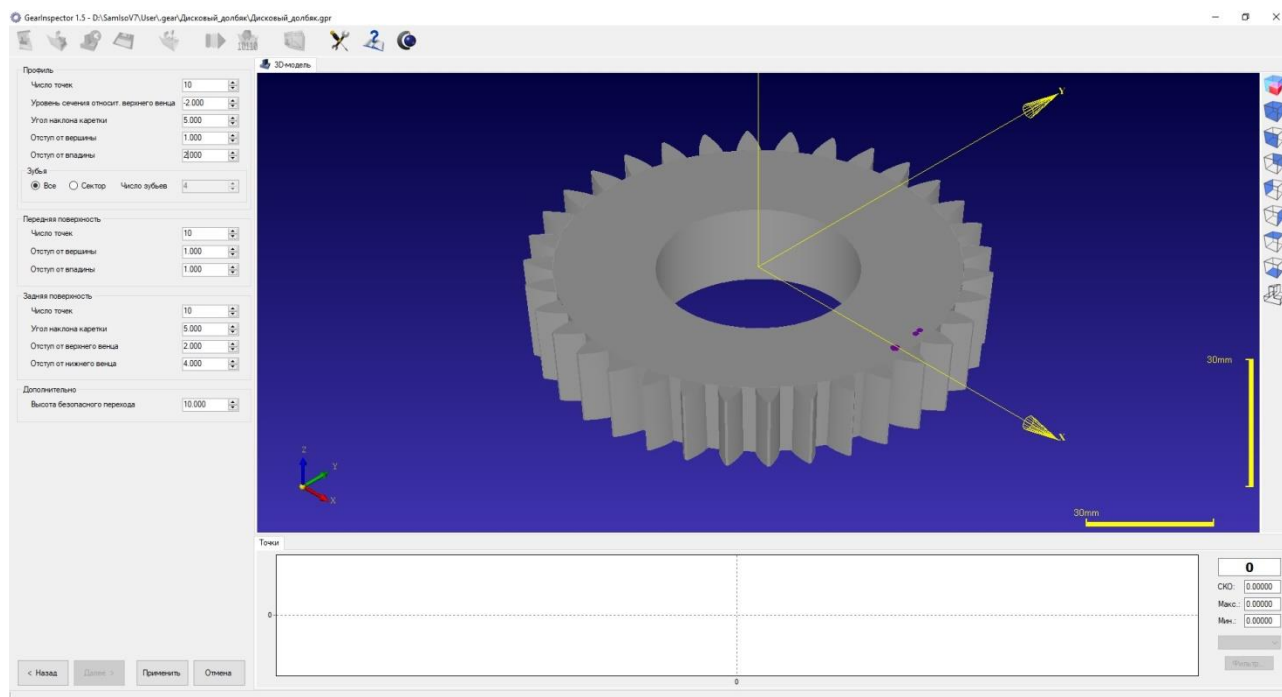 GearInspector 1.5 - D:\SamIsoV7\User\.gear\Дисковый_долбяк\Дисковый_долбяк.gpr
3D-модель
Профиль
Число точек 10
Уровень сечения относит. верхнего венца -2.000
Угол наклона каретки 5.000
Отступ от вершины 1.000
Отступ от впадины 2.000
Зубья
Все Сектор Число зубьев 4
Передняя поверхность
Число точек 10
Отступ от вершины 1.000
Отступ от впадины 1.000
Задняя поверхность
Число точек 10
Угол наклона каретки 5.000
Отступ от верхнего венца 2.000
Отступ от нижнего венца 4.000
Дополнительно
Высота безопасного перехода 10.000
Y
X
30mm
30mm
Z
Y
X
Точки
0
0
0
СКО: 0.00000
Макс.: 0.00000
Мин.: 0.00000
Фильтр...
< Назад Далее > Применить Отмена